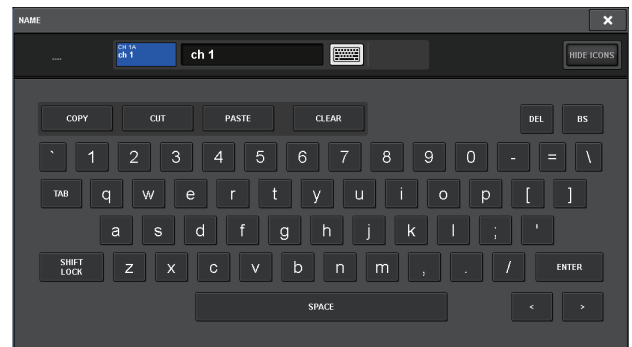 NAME
×
----
CH 1A
ch 1
ch 1
HIDE ICONS
COPY CUT PASTE CLEAR DEL BS
` 1 2 3 4 5 6 7 8 9 0 - = \
TAB q w e r t y u i o p [ ]
a s d f g h j k l ; '
SHIFT
LOCK
z x c v b n m , . / ENTER
SPACE < >